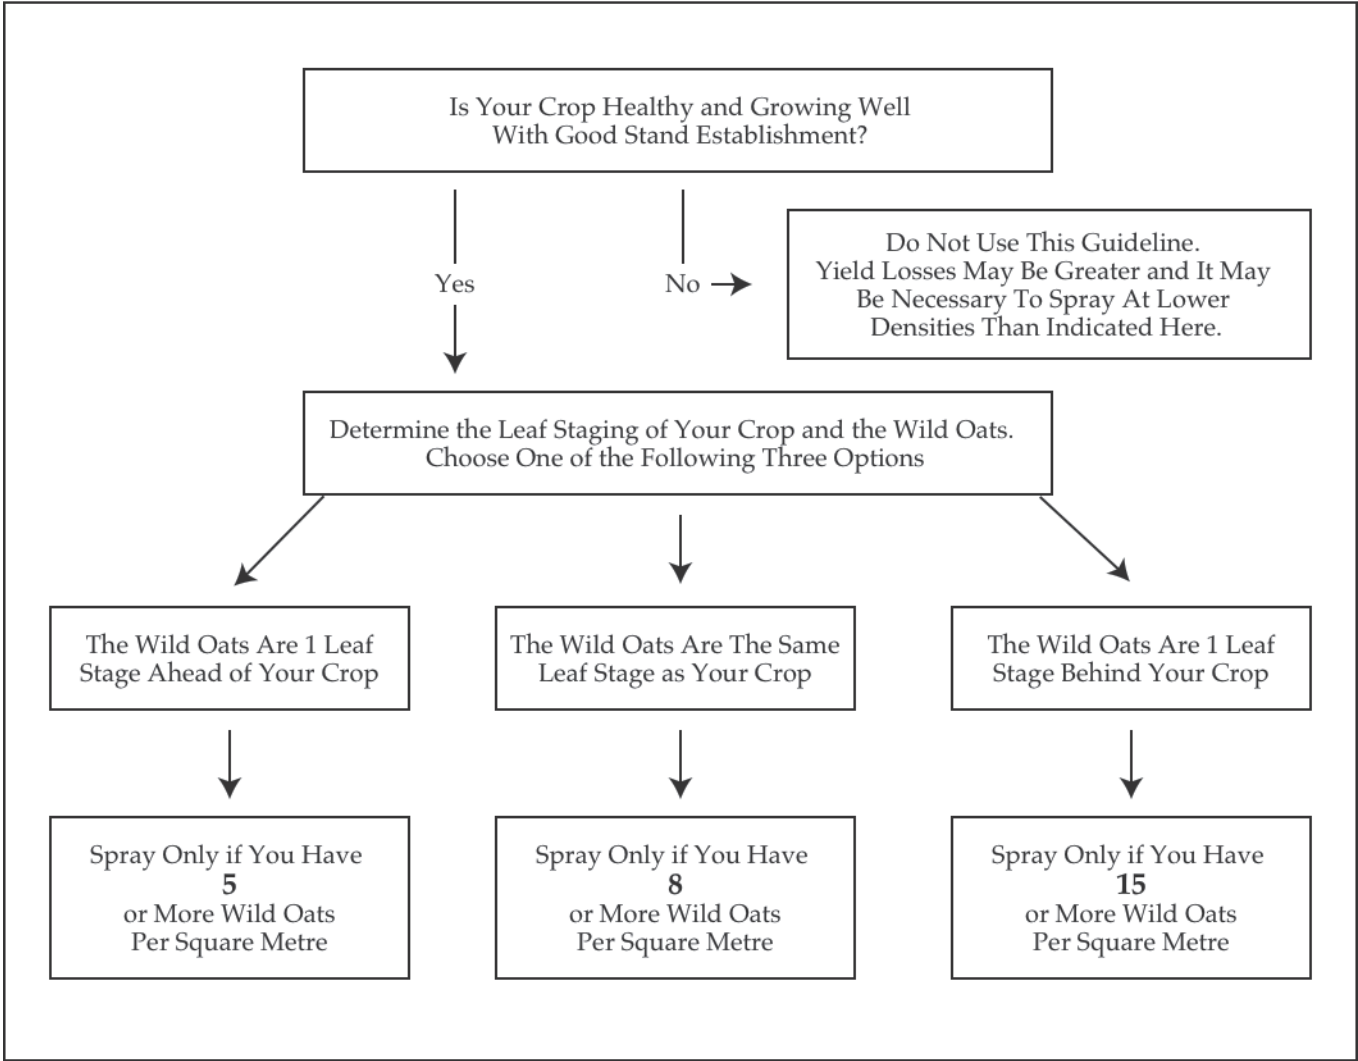 Is Your Crop Healthy and Growing Well
With Good Stand Establishment?
Yes
No
Do Not Use This Guideline.
Yield Losses May Be Greater and It May
Be Necessary To Spray At Lower
Densities Than Indicated Here.
Determine the Leaf Staging of Your Crop and the Wild Oats.
Choose One of the Following Three Options
The Wild Oats Are 1 Leaf
Stage Ahead of Your Crop
The Wild Oats Are The Same
Leaf Stage as Your Crop
The Wild Oats Are 1 Leaf
Stage Behind Your Crop
Spray Only if You Have
5
or More Wild Oats
Per Square Metre
Spray Only if You Have
8
or More Wild Oats
Per Square Metre
Spray Only if You Have
15
or More Wild Oats
Per Square Metre